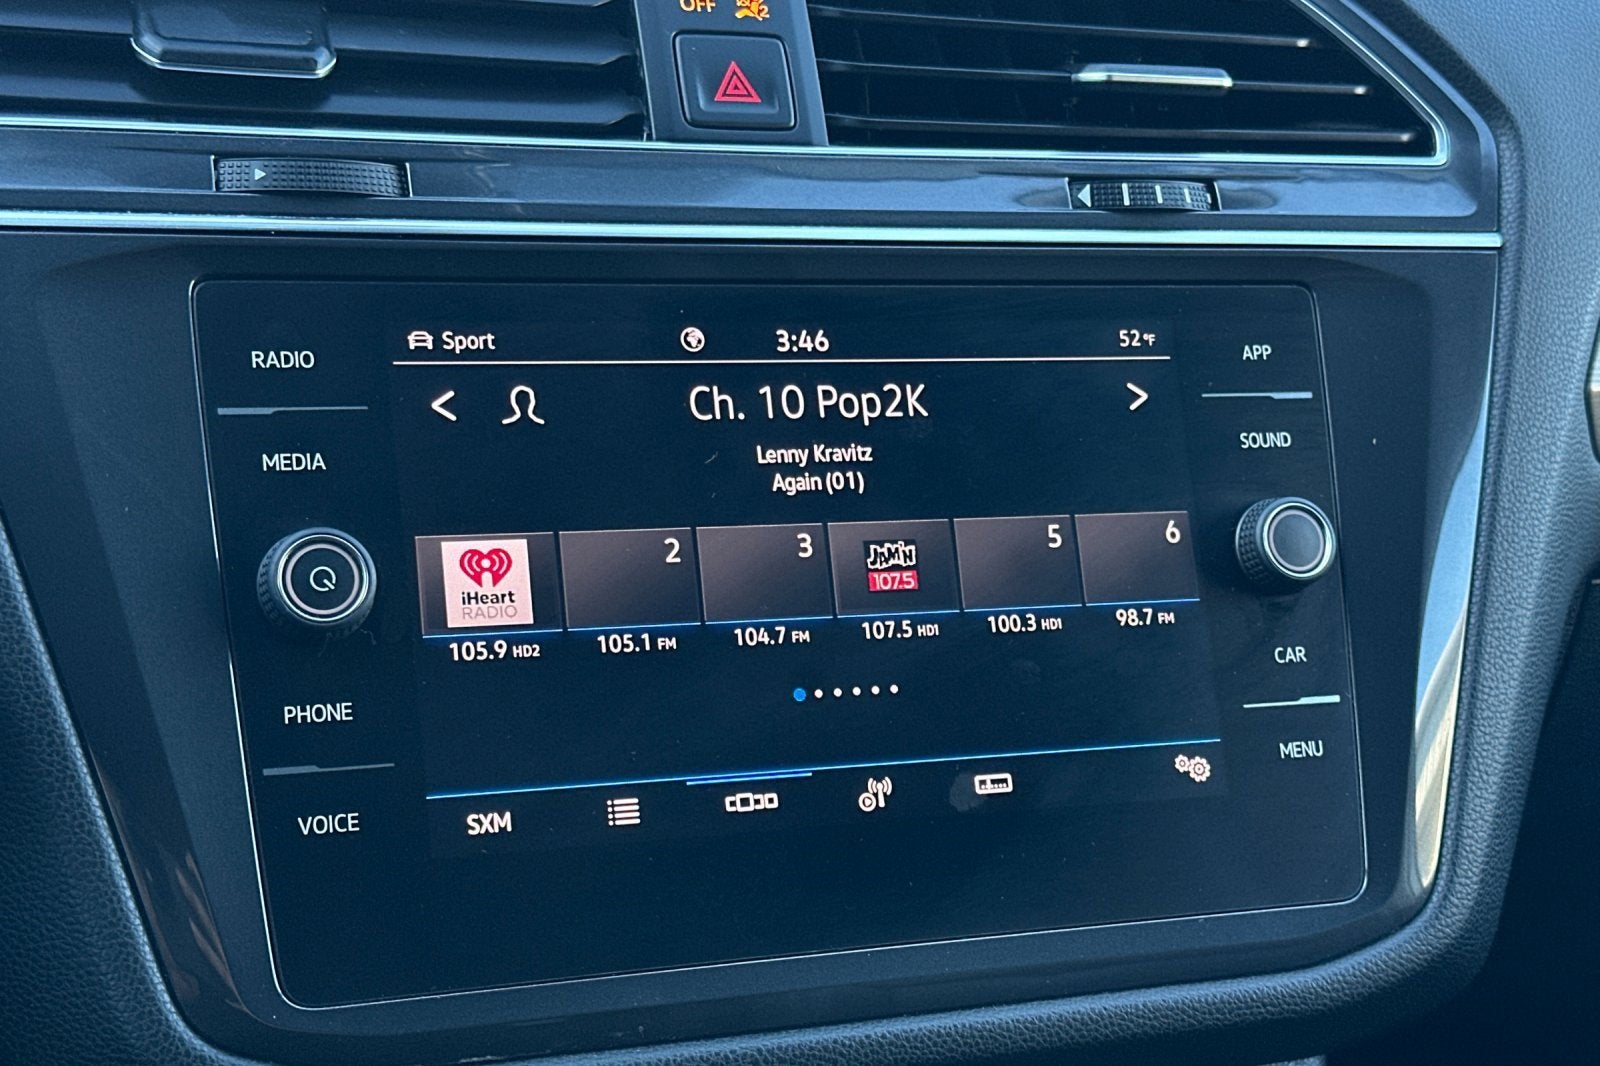 OFF
2
Sport 3:46 52°F
Ch. 10 Pop2K
Lenny Kravitz
Again (01)
RADIO
MEDIA
PHONE
VOICE
APP
SOUND
CAR
MENU
iHeart
RADIO
2
3
JAM'N
107.5
5
6
105.9 HD2
105.1 FM
104.7 FM
107.5 HD1
100.3 HD1
98.7 FM
SXM